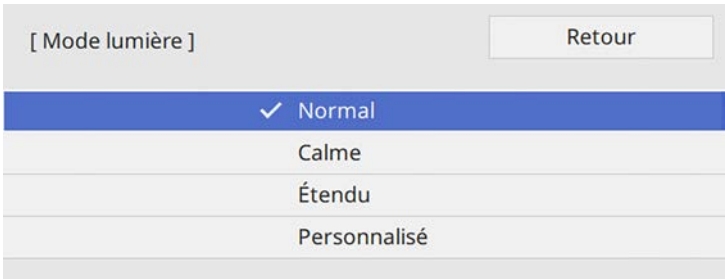 [ Mode lumière ]
Retour
Normal
Calme
Étendu
Personnalisé